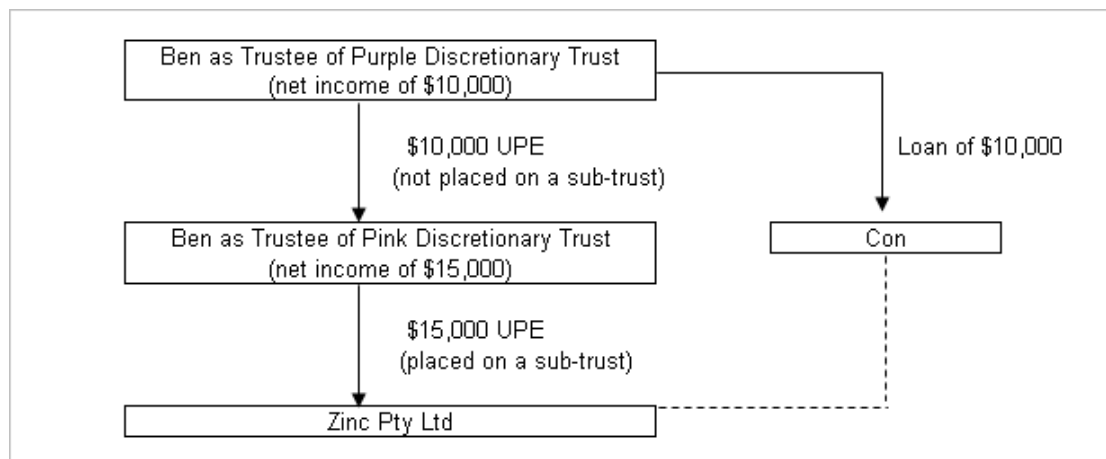 Ben as Trustee of Purple Discretionary Trust
(net income of $10,000)
$10,000 UPE
(not placed on a sub-trust)
Loan of $10,000
Ben as Trustee of Pink Discretionary Trust
(net income of $15,000)
Con
$15,000 UPE
(placed on a sub-trust)
Zinc Pty Ltd